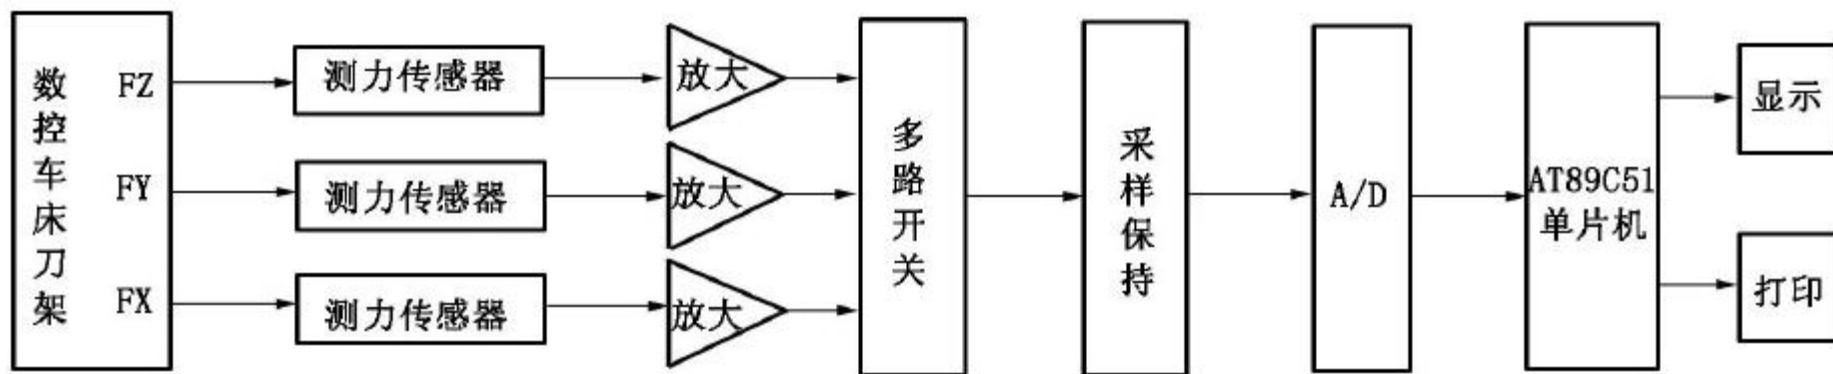 数控车床刀架
FZ
测力传感器
放大
FY
测力传感器
放大
FX
测力传感器
放大
多路开关
采样保持
A/D
AT89C51
单片机
显示
打印